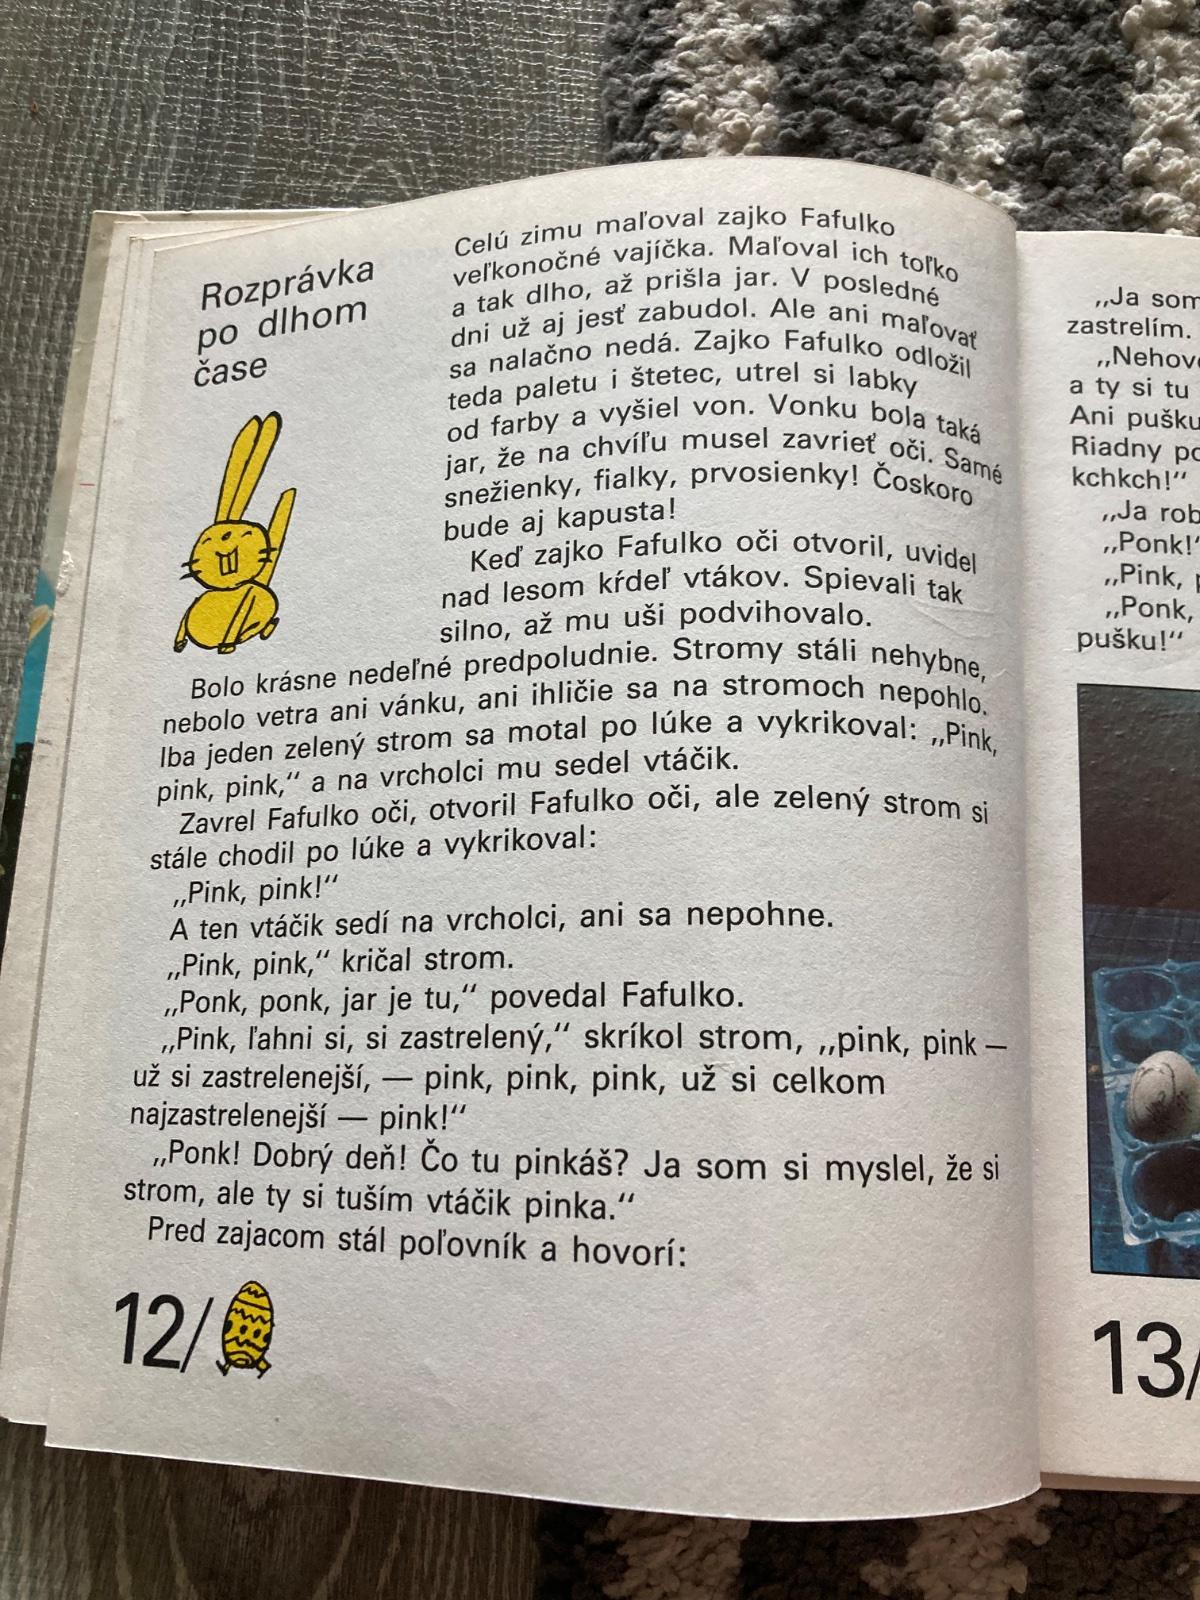 Rozprávka
po dlhom
čase
Celú zimu maľoval zajko Fafulko
veľkonočné vajíčka. Maľoval ich toľko
a tak dlho, až prišla jar. V posledné
dni už aj jesť zabudol. Ale ani maľovať
sa nalačno nedá. Zajko Fafulko odložil
teda paletu i štetec, utrel si labky
od farby a vyšiel von. Vonku bola taká
jar, že na chvíľu musel zavrieť oči. Samé
snežienky, fialky, prvosienky! Čoskoro
bude aj kapusta!
Keď zajko Fafulko oči otvoril, uvidel
nad lesom kŕdeľ vtákov. Spievali tak
silno, až mu uši podvihovalo.
Bolo krásne nedeľné predpoludnie. Stromy stáli nehybne,
nebolo vetra ani vánku, ani ihličie sa na stromoch nepohlo.
Iba jeden zelený strom sa motal po lúke a vykrikoval: „Pink,
pink, pink,“ a na vrcholci mu sedel vtáčik.
Zavrel Fafulko oči, otvoril Fafulko oči, ale zelený strom si
stále chodil po lúke a vykrikoval:
„Pink, pink!“
A ten vtáčik sedí na vrcholci, ani sa nepohne.
„Pink, pink,“ kričal strom.
„Ponk, ponk, jar je tu,“ povedal Fafulko.
„Pink, ľahni si, si zastrelený,“ skríkol strom, „pink, pink —
už si zastrelenejší, — pink, pink, pink, už si celkom
najzastrelenejší — pink!“
„Ponk! Dobrý deň! Čo tu pinkáš? Ja som si myslel, že si
strom, ale ty si tuším vtáčik pinka.“
Pred zajacom stál poľovník a hovorí:
12/
„Ja som
zastrelím.
a ty si tu
Ani pušku
Riadny
kchkch!“
„Ja
„Ponk!“
„Pink,
„Ponk,
pušku!“
13/